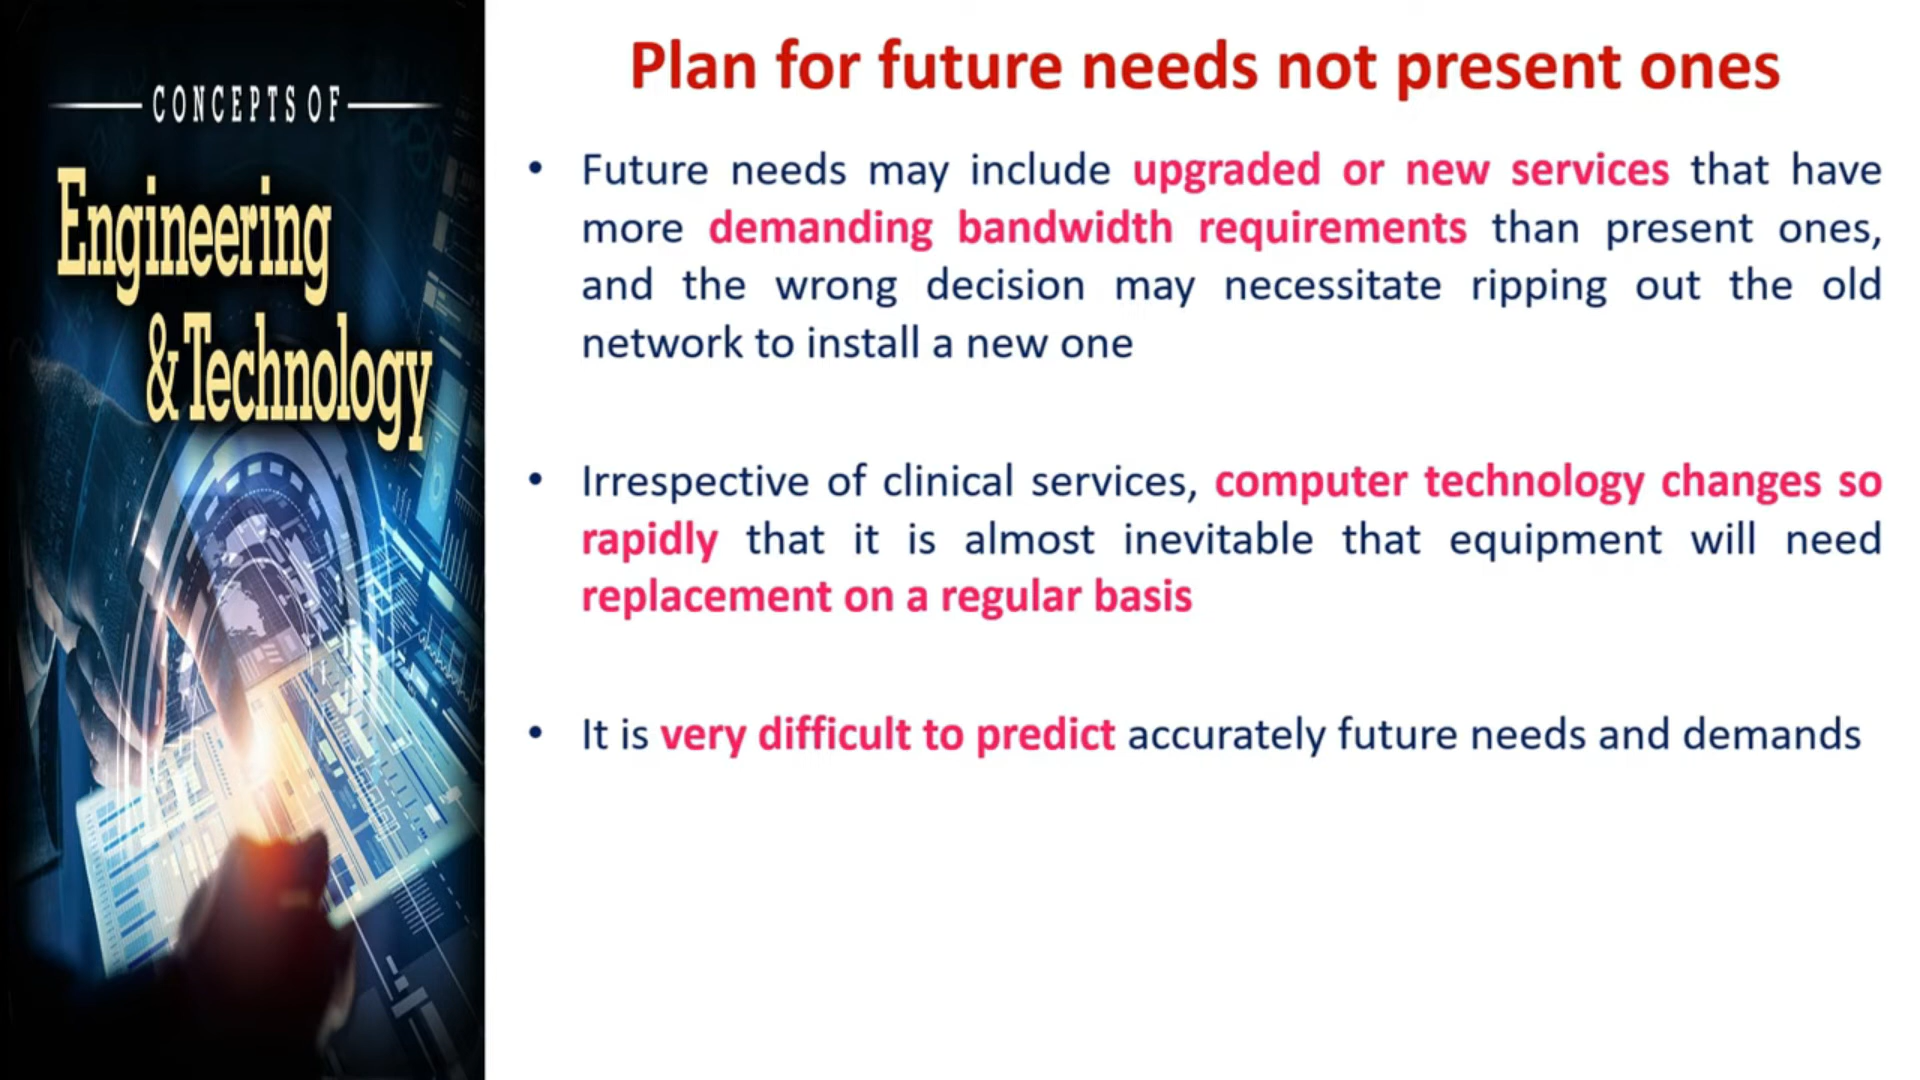 CONCEPTS OF
Engineering
& Technology
Plan for future needs not present ones
• Future needs may include upgraded or new services that have
more demanding bandwidth requirements than present ones,
and the wrong decision may necessitate ripping out the old
network to install a new one
• Irrespective of clinical services, computer technology changes so
rapidly that it is almost inevitable that equipment will need
replacement on a regular basis
• It is very difficult to predict accurately future needs and demands